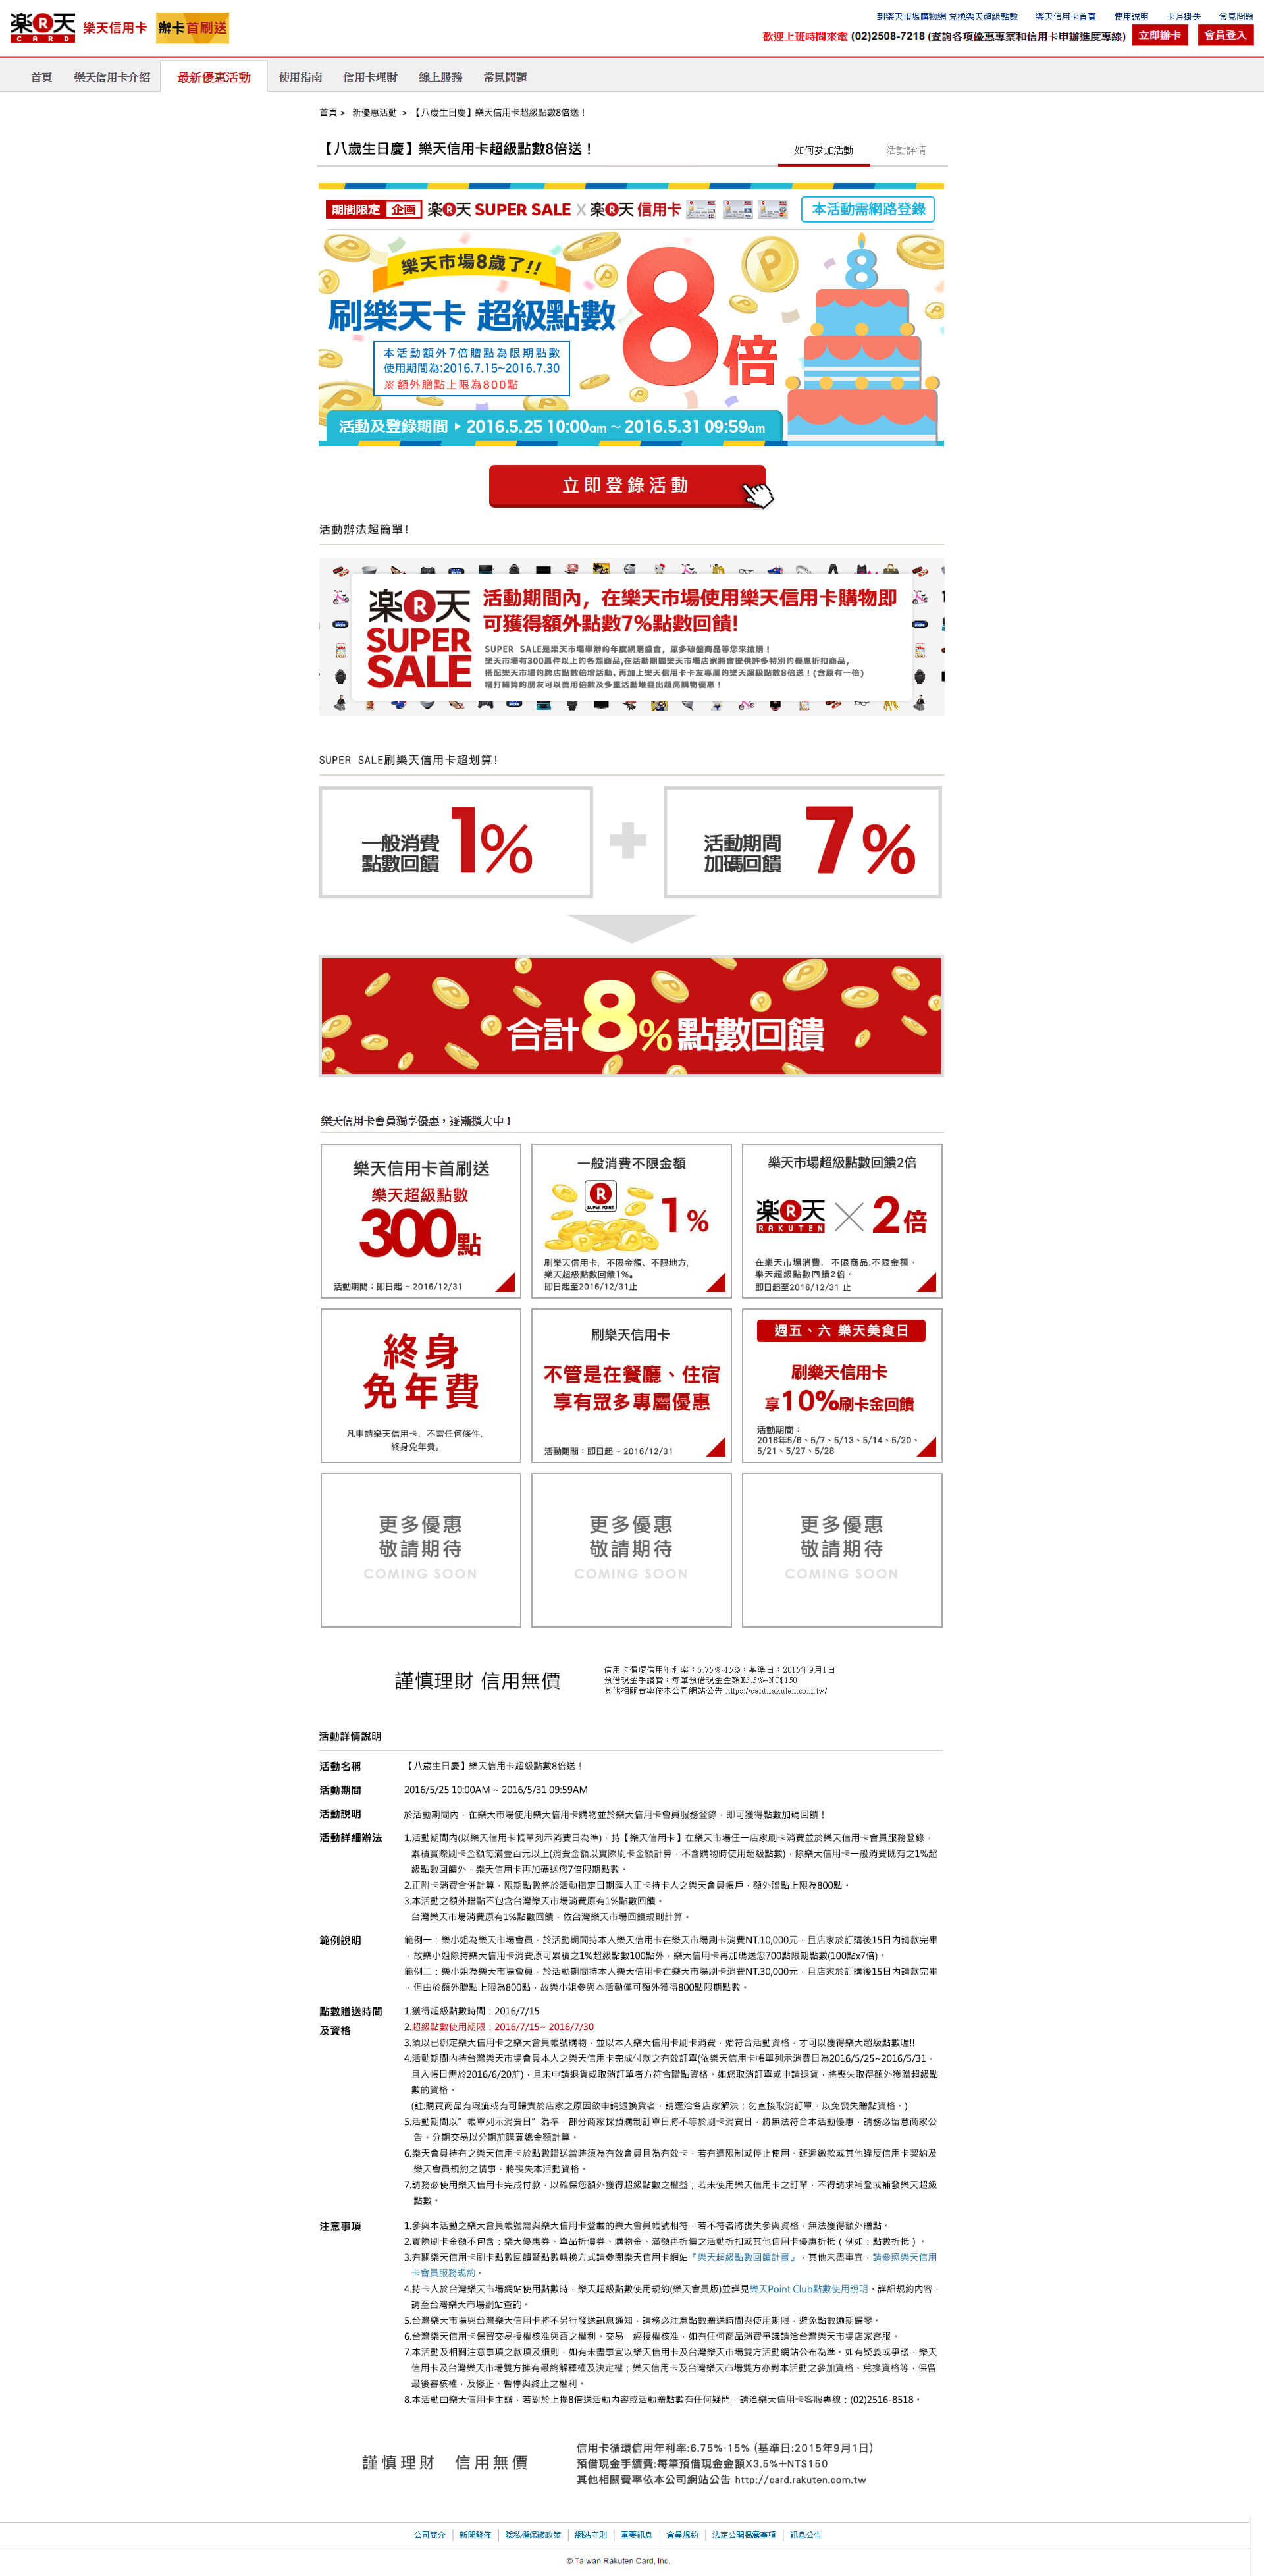 楽R天 CARD 樂天信用卡 辦卡首刷送
到樂天市場購物網 兌換樂天超級點數 樂天信用卡首頁 使用說明 卡片掛失 常見問題
歡迎上班時間來電 (02)2508-7218 (查詢各項優惠專案和信用卡申辦進度專線) 立即辦卡 會員登入
首頁 樂天信用卡介紹 最新優惠活動 使用指南 信用卡理財 線上服務 常見問題
首頁 > 新優惠活動 > 【八歲生日慶】樂天信用卡超級點數8倍送！
【八歲生日慶】樂天信用卡超級點數8倍送！ 如何參加活動 活動詳情
期間限定 企画 楽R天 SUPER SALE X 楽R天 信用卡 本活動需網路登錄
樂天市場8歲了!!
刷樂天卡 超級點數 8倍
8
本活動額外7倍贈點為限期點數
使用期間為:2016.7.15~2016.7.30
※額外贈點上限為800點
活動及登錄期間 ▶ 2016.5.25 10:00am ~ 2016.5.31 09:59am
立即登錄活動
活動辦法超簡單!
楽R天 SUPER SALE
活動期間內，在樂天市場使用樂天信用卡購物即
可獲得額外點數7%點數回饋!
SUPER SALE是樂天市場舉辦的年度網購盛會，眾多破盤商品等您來搶購！
樂天市場有300萬件以上的各類商品,在活動期間樂天市場店家將會提供許多特別的優惠折扣商品,
搭配樂天市場的跨店點數倍增活動、再加上樂天信用卡卡友專屬的樂天超級點數8倍送！(含原有一倍)
精打細算的朋友可以善用倍數及多重活動堆發出超高購物優惠！
SUPER SALE刷樂天信用卡超划算!
一般消費
點數回饋 1%
活動期間
加碼回饋 7%
合計8%點數回饋
樂天信用卡會員獨享優惠，逐漸擴大中！
樂天信用卡首刷送
樂天超級點數
300點
活動期間：即日起 ~ 2016/12/31
一般消費不限金額
R SUPER POINT 1%
刷樂天信用卡，不限金額、不限地方，
樂天超級點數回饋1%。
即日起至2016/12/31止
樂天市場超級點數回饋2倍
楽R天 RAKUTEN X 2倍
在樂天市場消費，不限商品,不限金額，
樂天超級點數回饋2倍。
即日起至2016/12/31 止
終身
免年費
凡申請樂天信用卡，不需任何條件，
終身免年費。
刷樂天信用卡
不管是在餐廳、住宿
享有眾多專屬優惠
活動期間：即日起 ~ 2016/12/31
週五、六 樂天美食日
刷樂天信用卡
享10%刷卡金回饋
活動期間：
2016年5/6、5/7、5/13、5/14、5/20、
5/21、5/27、5/28
更多優惠
敬請期待
COMING SOON
更多優惠
敬請期待
COMING SOON
更多優惠
敬請期待
COMING SOON
謹慎理財 信用無價
信用卡循環信用年利率：6.75%~15%，基準日：2015年9月1日
預借現金手續費：每筆預借現金金額X3.5%+NT$150
其他相關費率依本公司網站公告 https://card.rakuten.com.tw/
活動詳情說明
活動名稱 【八歲生日慶】樂天信用卡超級點數8倍送！
活動期間 2016/5/25 10:00AM ~ 2016/5/31 09:59AM
活動說明 於活動期間內，在樂天市場使用樂天信用卡購物並於樂天信用卡會員服務登錄，即可獲得點數加碼回饋！
活動詳細辦法 1.活動期間內(以樂天信用卡帳單列示消費日為準)，持【樂天信用卡】在樂天市場任一店家刷卡消費並於樂天信用卡會員服務登錄，
累積實際刷卡金額每滿壹百元以上(消費金額以實際刷卡金額計算，不含購物時使用超級點數)，除樂天信用卡一般消費既有之1%超
級點數回饋外，樂天信用卡再加碼送您7倍限期點數。
2.正附卡消費合併計算，限期點數將於活動指定日期匯入正卡持卡人之樂天會員帳戶，額外贈點上限為800點。
3.本活動之額外贈點不包含台灣樂天市場消費原有1%點數回饋。
台灣樂天市場消費原有1%點數回饋，依台灣樂天市場回饋規則計算。
範例說明 範例一：樂小姐為樂天市場會員，於活動期間持本人樂天信用卡在樂天市場刷卡消費NT.10,000元，且店家於訂購後15日內請款完畢
，故樂小姐除持樂天信用卡消費原可累積之1%超級點數100點外，樂天信用卡再加碼送您700點限期點數(100點x7倍)。
範例二：樂小姐為樂天市場會員，於活動期間持本人樂天信用卡在樂天市場刷卡消費NT.30,000元，且店家於訂購後15日內請款完畢
，但由於額外贈點上限為800點，故樂小姐參與本活動僅可額外獲得800點限期點數。
點數贈送時間
及資格
1.獲得超級點數時間：2016/7/15
2.超級點數使用期限：2016/7/15~ 2016/7/30
3.須以已綁定樂天信用卡之樂天會員帳號購物，並以本人樂天信用卡刷卡消費，始符合活動資格，才可以獲得樂天超級點數喔!!
4.活動期間內持台灣樂天市場會員本人之樂天信用卡完成付款之有效訂單(依樂天信用卡帳單列示消費日為2016/5/25~2016/5/31，
且入帳日需於2016/6/20前)，且未申請退貨或取消訂單者方符合贈點資格。如您取消訂單或申請退貨，將喪失取得額外獲贈超級點
數的資格。
(註:購買商品有瑕疵或有可歸責於店家之原因欲申請退換貨者，請逕洽各店家解決；勿直接取消訂單，以免喪失贈點資格。)
5.活動期間以”帳單列示消費日”為準，部分商家採預購制訂單日將不等於刷卡消費日，將無法符合本活動優惠，請務必留意商家公
告。分期交易以分期前購買總金額計算。
6.樂天會員持有之樂天信用卡於點數贈送當時須為有效會員且為有效卡，若有遭限制或停止使用、延遲繳款或其他違反信用卡契約及
樂天會員規約之情事，將喪失本活動資格。
7.請務必使用樂天信用卡完成付款，以確保您額外獲得超級點數之權益；若未使用樂天信用卡之訂單，不得請求補登或補發樂天超級
點數。
注意事項 1.參與本活動之樂天會員帳號需與樂天信用卡登載的樂天會員帳號相符，若不符者將喪失參與資格，無法獲得額外贈點。
2.實際刷卡金額不包含：樂天優惠券、單品折價券、購物金、滿額再折價之活動折扣或其他信用卡優惠折抵（例如：點數折抵）。
3.有關樂天信用卡刷卡點數回饋暨點數轉換方式請參閱樂天信用卡網站『樂天超級點數回饋計畫』，其他未盡事宜，請參照樂天信用
卡會員服務規約。
4.持卡人於台灣樂天市場網站使用點數時，樂天超級點數使用規約(樂天會員版)並詳見樂天Point Club點數使用說明。詳細規約內容，
請至台灣樂天市場網站查詢。
5.台灣樂天市場與台灣樂天信用卡將不另行發送訊息通知，請務必注意點數贈送時間與使用期限，避免點數逾期歸零。
6.台灣樂天信用卡保留交易授權核准與否之權利。交易一經授權核准，如有任何商品消費爭議請洽台灣樂天市場店家客服。
7.本活動及相關注意事項之款項及細則，如有未盡事宜以樂天信用卡及台灣樂天市場雙方活動網站公布為準。如有疑義或爭議，樂天
信用卡及台灣樂天市場雙方擁有最終解釋權及決定權；樂天信用卡及台灣樂天市場雙方亦對本活動之參加資格、兌換資格等，保留
最後審核權，及修正、暫停與終止之權利。
8.本活動由樂天信用卡主辦，若對於上揭8倍送活動內容或活動贈點數有任何疑問，請洽樂天信用卡客服專線：(02)2516-8518。
謹慎理財 信用無價
信用卡循環信用年利率:6.75%-15% (基準日:2015年9月1日)
預借現金手續費:每筆預借現金金額X3.5%+NT$150
其他相關費率依本公司網站公告 http://card.rakuten.com.tw
公司簡介 新聞發佈 隱私權保護政策 網站守則 重要訊息 會員規約 法定公開揭露事項 訊息公告
© Taiwan Rakuten Card, Inc.